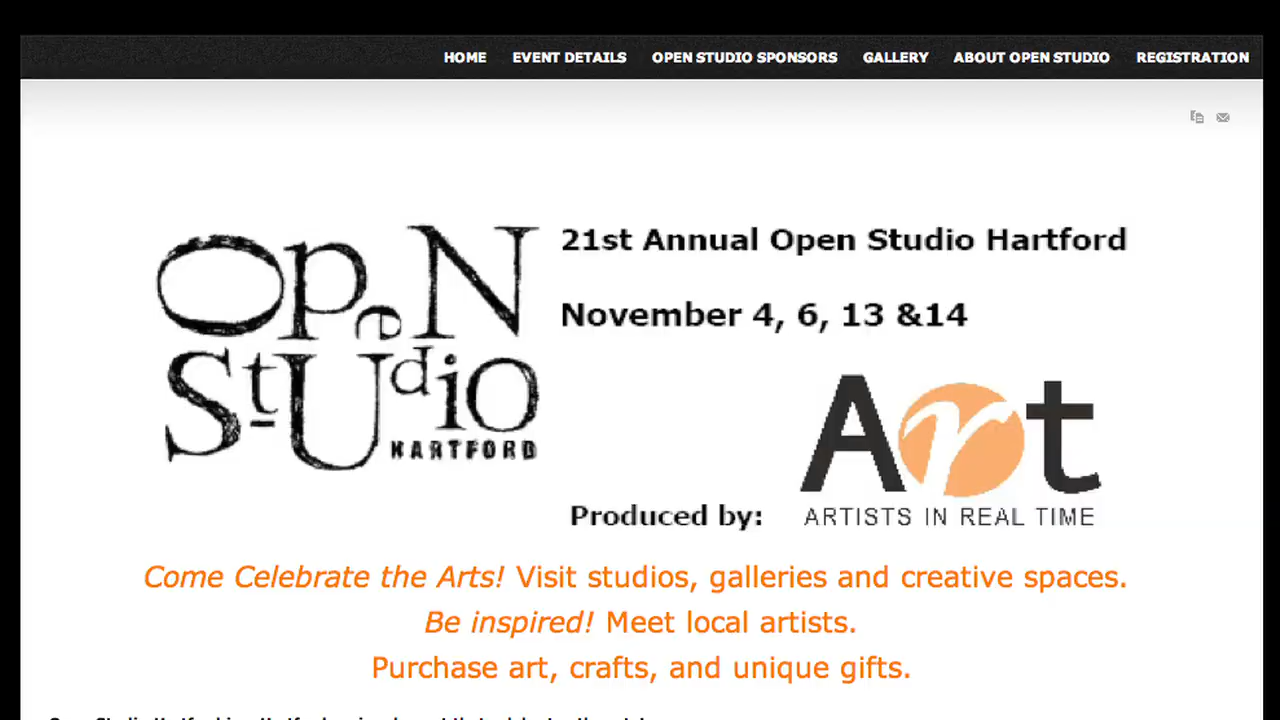 HOME EVENT DETAILS OPEN STUDIO SPONSORS GALLERY ABOUT OPEN STUDIO REGISTRATION
OpeN
StUdio
HARTFORD
21st Annual Open Studio Hartford
November 4, 6, 13 &14
Art
Produced by: ARTISTS IN REAL TIME
Come Celebrate the Arts! Visit studios, galleries and creative spaces.
Be inspired! Meet local artists.
Purchase art, crafts, and unique gifts.